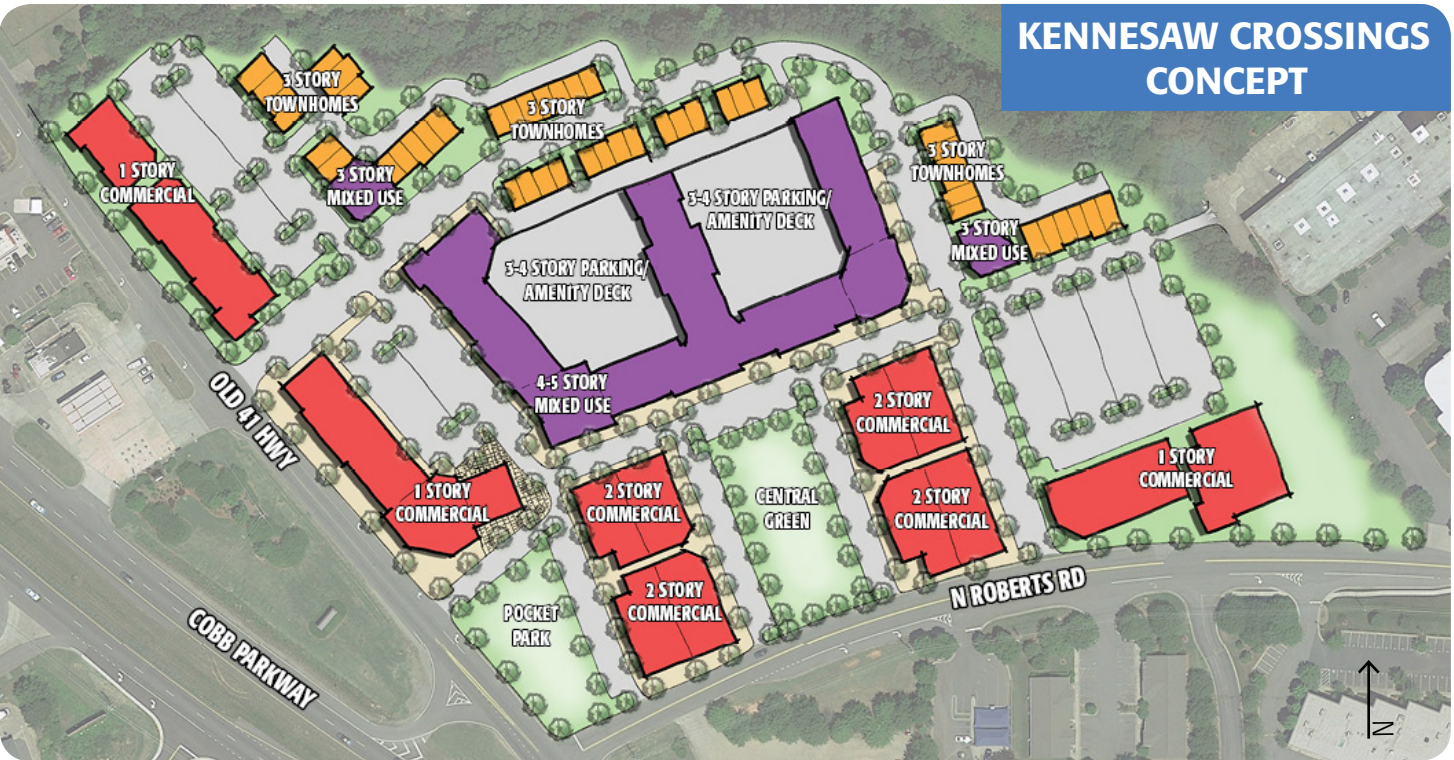 KENNESAW CROSSINGS
CONCEPT
3 STORY
TOWNHOMES
3 STORY
TOWNHOMES
1 STORY
COMMERCIAL
3 STORY
MIXED USE
3 STORY
TOWNHOMES
3-4 STORY PARKING/
AMENITY DECK
3 STORY
MIXED USE
3-4 STORY PARKING/
AMENITY DECK
4-5 STORY
MIXED USE
OLD 41 HWY
2 STORY
COMMERCIAL
1 STORY
COMMERCIAL
1 STORY
COMMERCIAL
2 STORY
COMMERCIAL
CENTRAL
GREEN
2 STORY
COMMERCIAL
2 STORY
COMMERCIAL
N ROBERTS RD
POCKET
PARK
COBB PARKWAY
N